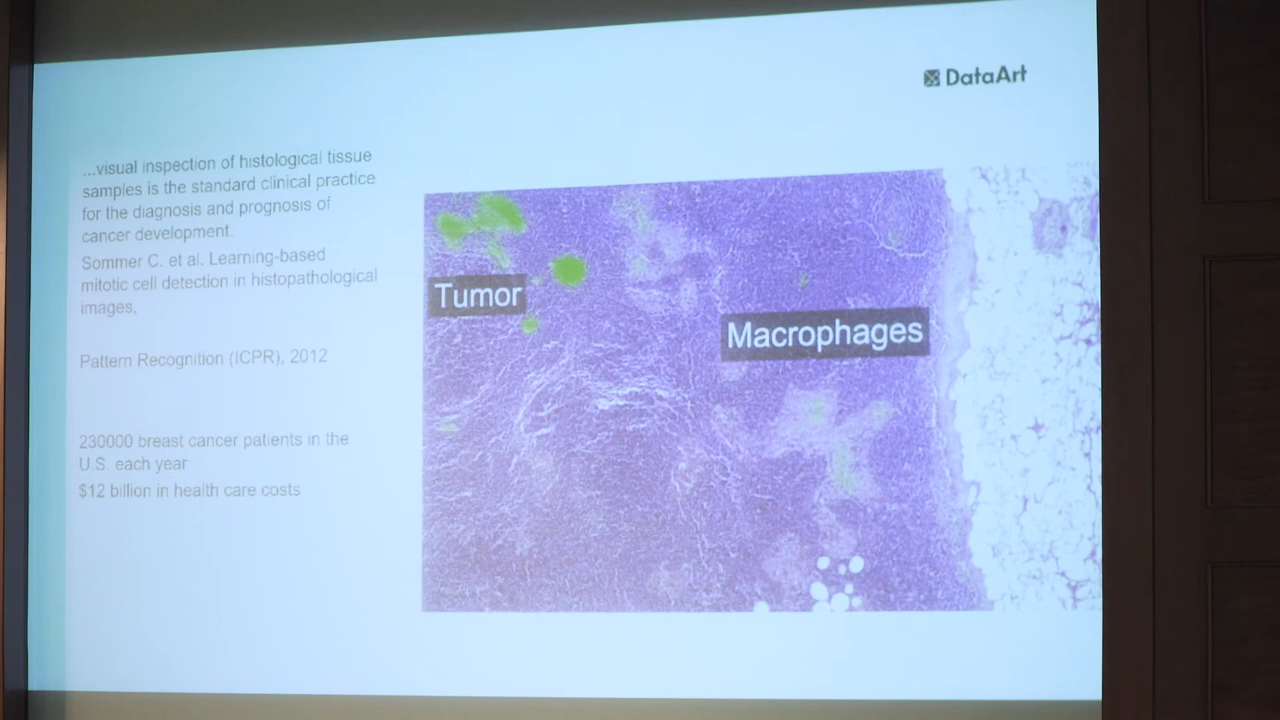 DataArt
...visual inspection of histological tissue
samples is the standard clinical practice
for the diagnosis and prognosis of
cancer development.
Sommer C. et al. Learning-based
mitotic cell detection in histopathological
images,
Pattern Recognition (ICPR), 2012
230000 breast cancer patients in the
U.S. each year
$12 billion in health care costs
Tumor
Macrophages